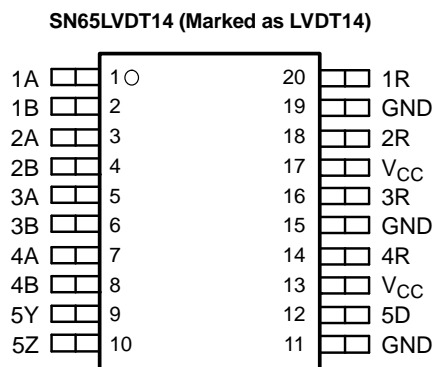 SN65LVDT14 (Marked as LVDT14)
1A 1 20 1R
1B 2 19 GND
2A 3 18 2R
2B 4 17 VCC
3A 5 16 3R
3B 6 15 GND
4A 7 14 4R
4B 8 13 VCC
5Y 9 12 5D
5Z 10 11 GND